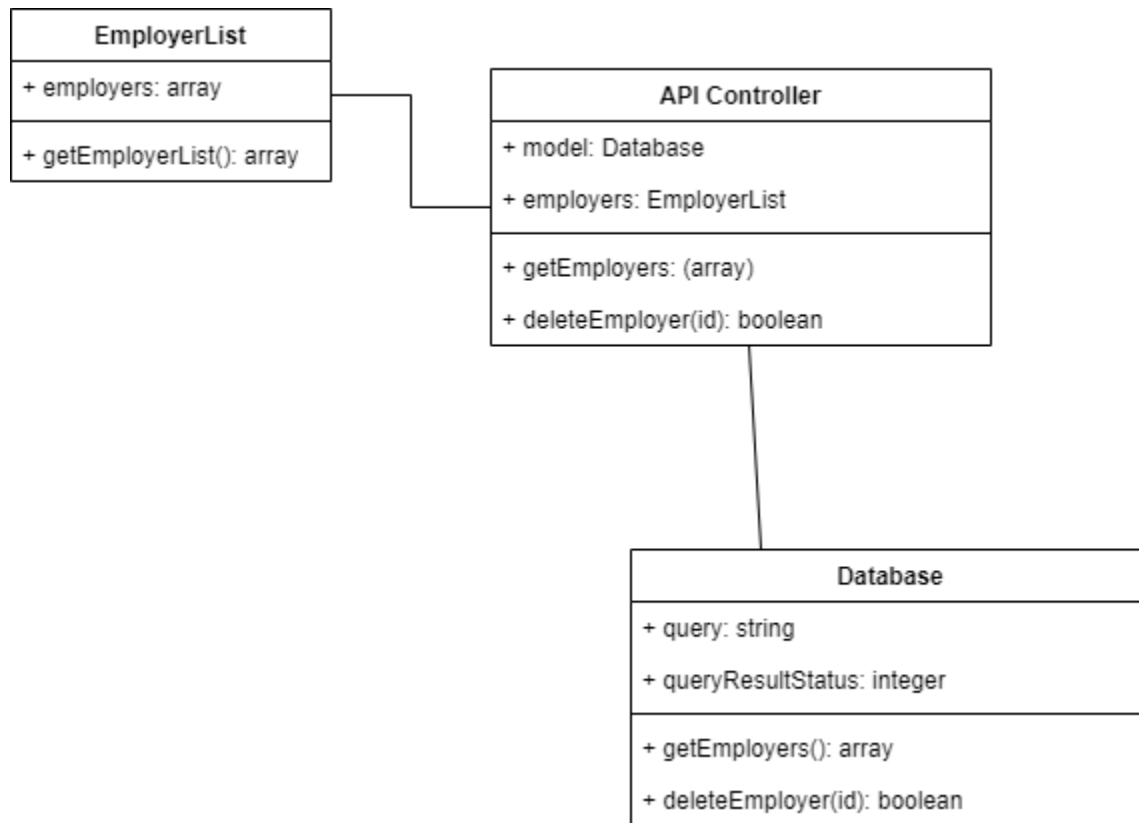 EmployerList
+ employers: array
+ getEmployerList(): array
API Controller
+ model: Database
+ employers: EmployerList
+ getEmployers: (array)
+ deleteEmployer(id): boolean
Database
+ query: string
+ queryResultStatus: integer
+ getEmployers(): array
+ deleteEmployer(id): boolean